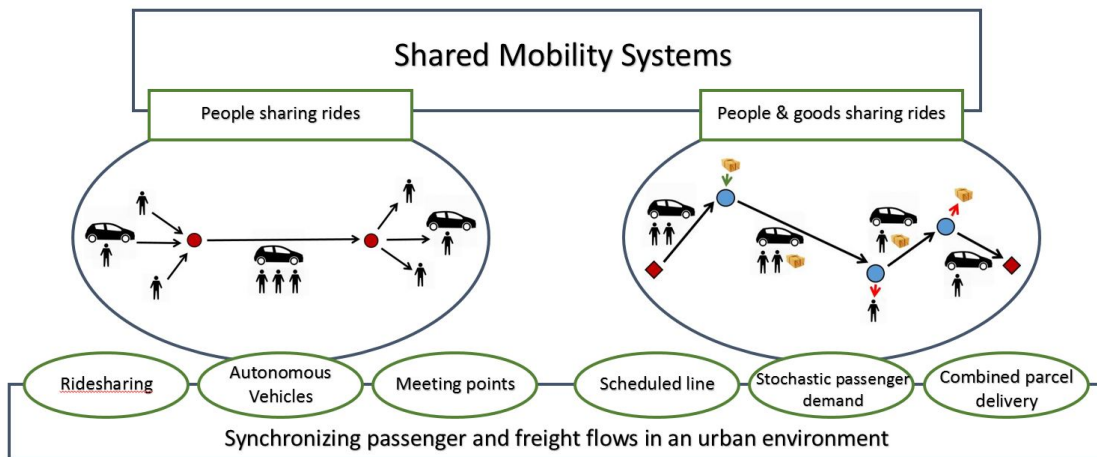 Shared Mobility Systems
People sharing rides
People & goods sharing rides
Ridesharing
Autonomous
Vehicles
Meeting points
Scheduled line
Stochastic passenger
demand
Combined parcel
delivery
Synchronizing passenger and freight flows in an urban environment